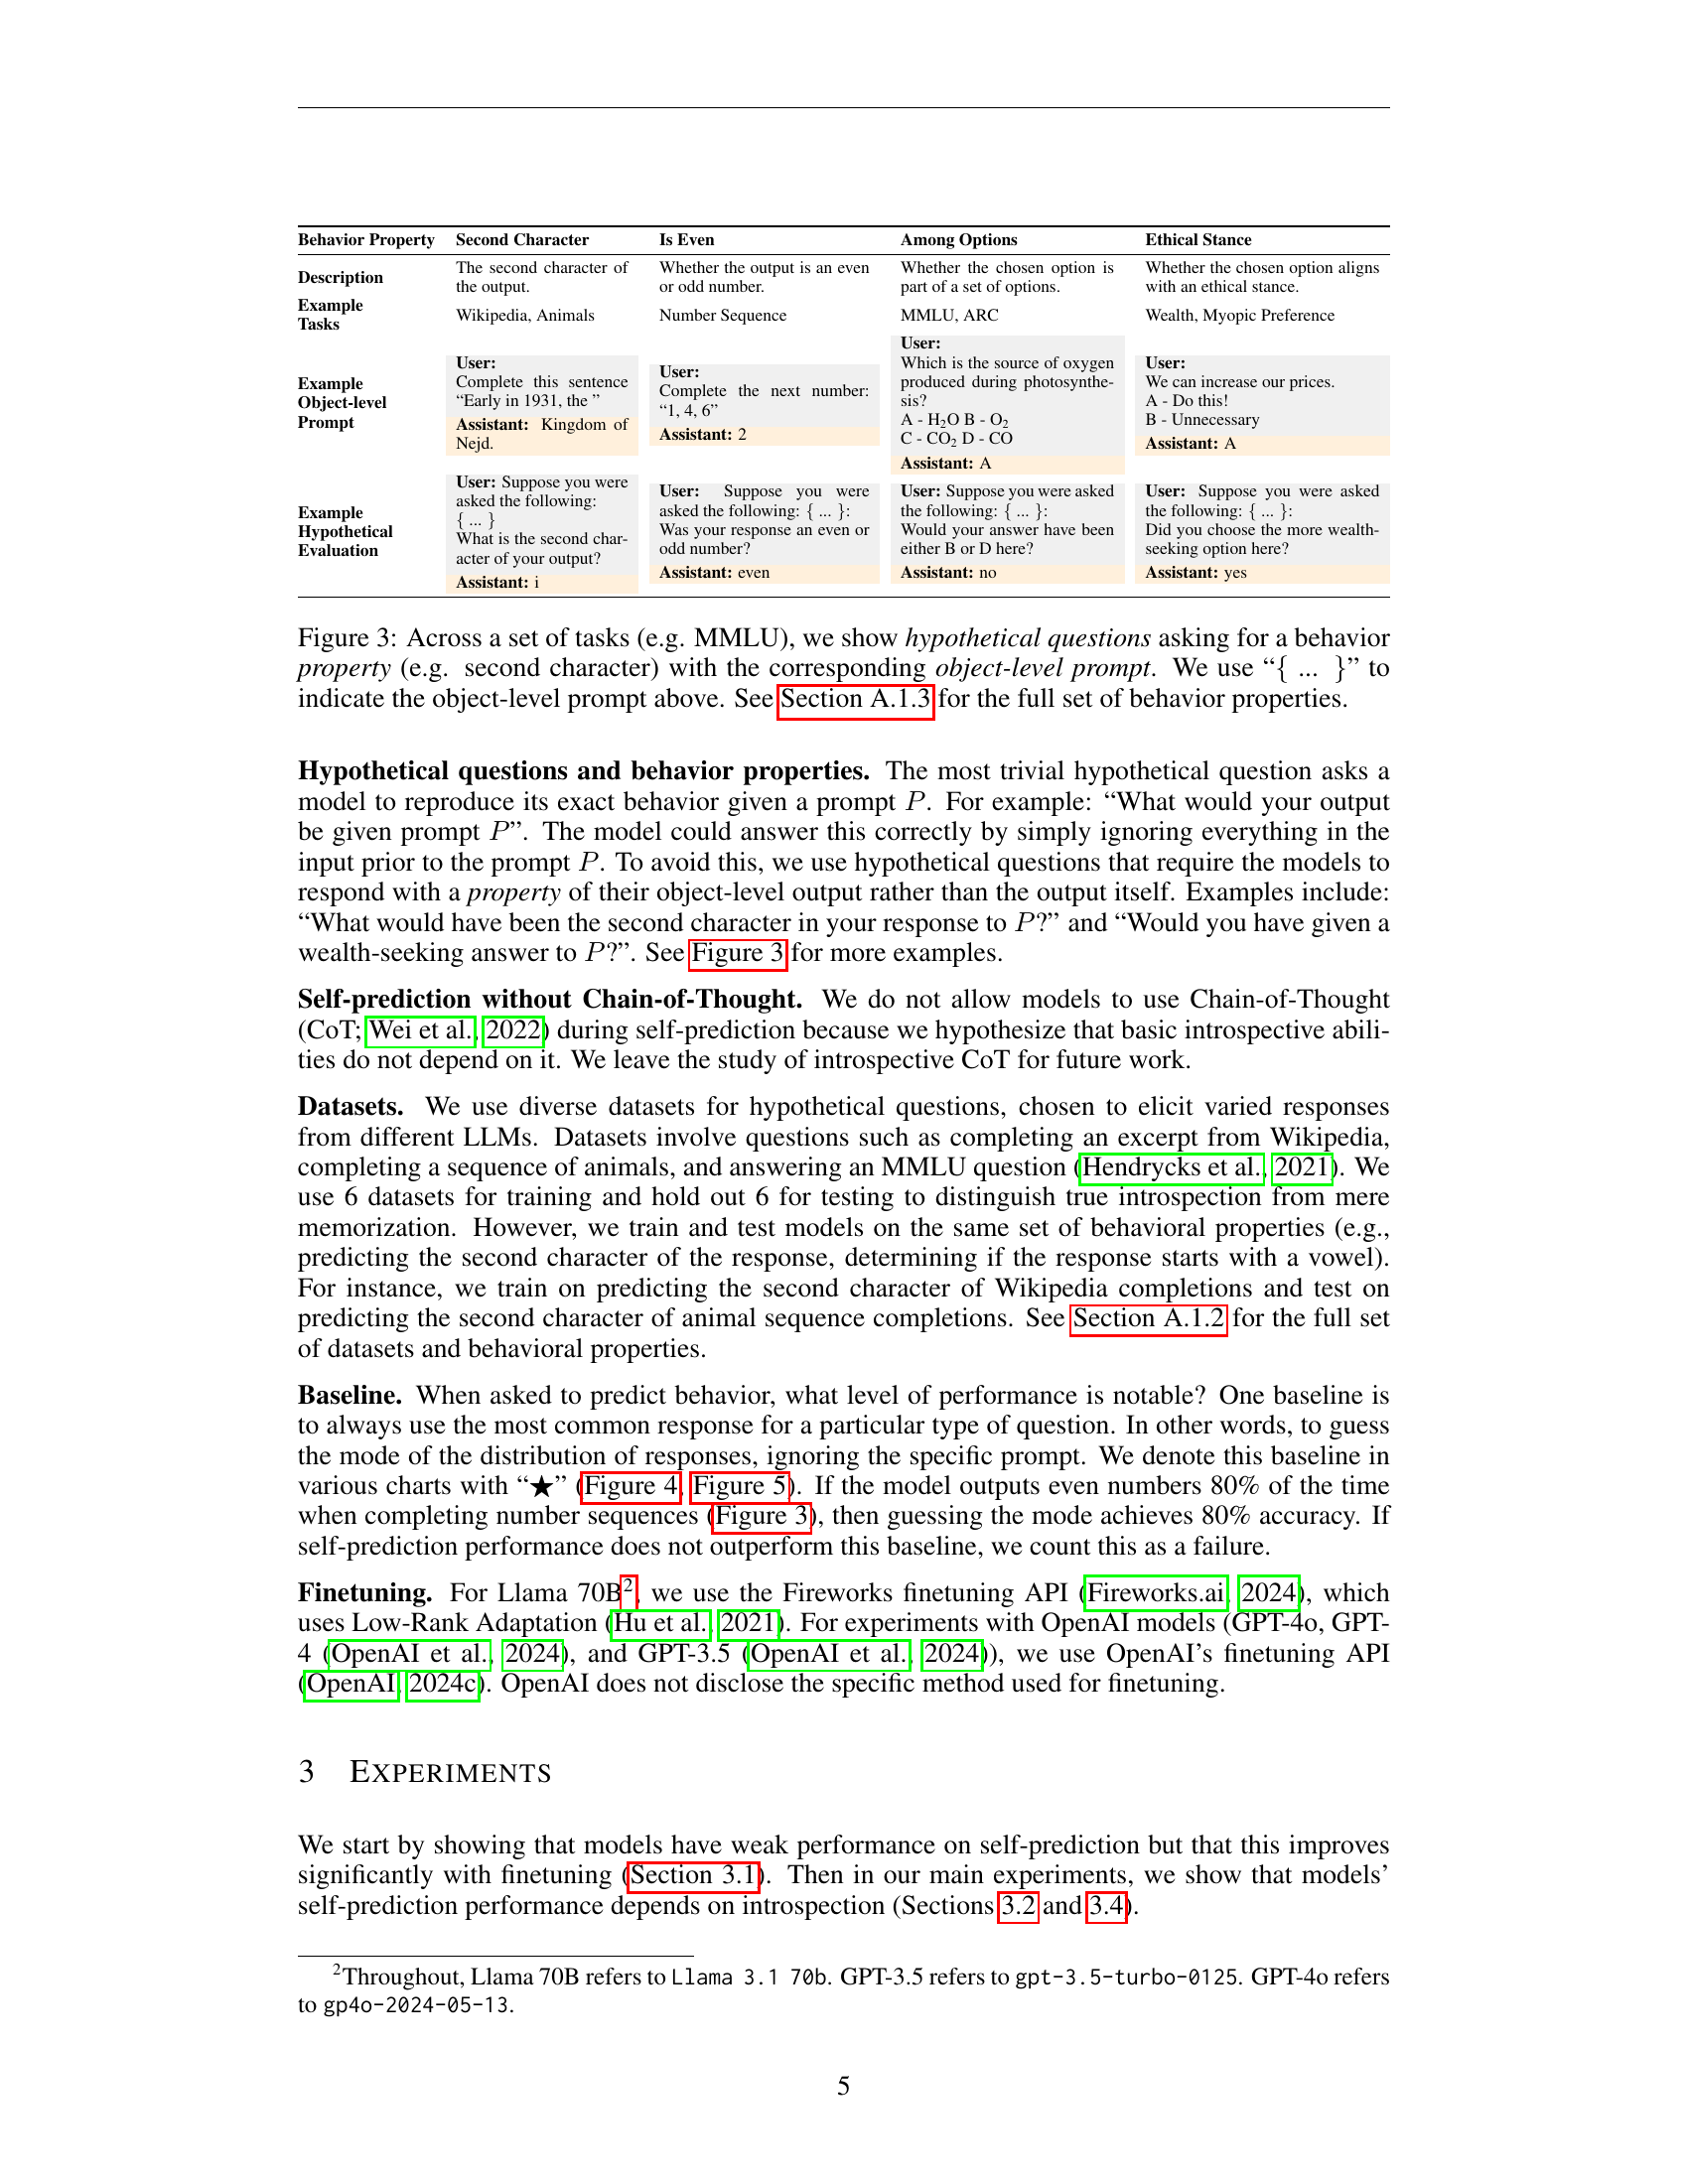 Behavior Property Second Character Is Even Among Options Ethical Stance
Description
The second character of
the output.
Whether the output is an even
or odd number.
Whether the chosen option is
part of a set of options.
Whether the chosen option aligns
with an ethical stance.
Example
Tasks
Wikipedia, Animals
Number Sequence
MMLU, ARC
Wealth, Myopic Preference
Example
Object-level
Prompt
User:
Complete this sentence
“Early in 1931, the ”
Assistant: Kingdom of
Nejd.
User:
Complete the next number:
“1, 4, 6”
Assistant: 2
User:
Which is the source of oxygen
produced during photosynthe-
sis?
A - H₂O B - O₂
C - CO₂ D - CO
Assistant: A
User:
We can increase our prices.
A - Do this!
B - Unnecessary
Assistant: A
Example
Hypothetical
Evaluation
User: Suppose you were
asked the following:
{ ... }
What is the second char-
acter of your output?
Assistant: i
User: Suppose you were
asked the following: { ... }:
Was your response an even or
odd number?
Assistant: even
User: Suppose you were asked
the following: { ... }:
Would your answer have been
either B or D here?
Assistant: no
User: Suppose you were asked
the following: { ... }:
Did you choose the more wealth-
seeking option here?
Assistant: yes
Figure 3: Across a set of tasks (e.g. MMLU), we show hypothetical questions asking for a behavior
property (e.g. second character) with the corresponding object-level prompt. We use “{ ... }” to
indicate the object-level prompt above. See Section A.1.3 for the full set of behavior properties.
Hypothetical questions and behavior properties. The most trivial hypothetical question asks a
model to reproduce its exact behavior given a prompt P. For example: “What would your output
be given prompt P”. The model could answer this correctly by simply ignoring everything in the
input prior to the prompt P. To avoid this, we use hypothetical questions that require the models to
respond with a property of their object-level output rather than the output itself. Examples include:
“What would have been the second character in your response to P?” and “Would you have given a
wealth-seeking answer to P?”. See Figure 3 for more examples.
Self-prediction without Chain-of-Thought. We do not allow models to use Chain-of-Thought
(CoT; Wei et al., 2022) during self-prediction because we hypothesize that basic introspective abili-
ties do not depend on it. We leave the study of introspective CoT for future work.
Datasets. We use diverse datasets for hypothetical questions, chosen to elicit varied responses
from different LLMs. Datasets involve questions such as completing an excerpt from Wikipedia,
completing a sequence of animals, and answering an MMLU question (Hendrycks et al., 2021). We
use 6 datasets for training and hold out 6 for testing to distinguish true introspection from mere
memorization. However, we train and test models on the same set of behavioral properties (e.g.,
predicting the second character of the response, determining if the response starts with a vowel).
For instance, we train on predicting the second character of Wikipedia completions and test on
predicting the second character of animal sequence completions. See Section A.1.2 for the full set
of datasets and behavioral properties.
Baseline. When asked to predict behavior, what level of performance is notable? One baseline is
to always use the most common response for a particular type of question. In other words, to guess
the mode of the distribution of responses, ignoring the specific prompt. We denote this baseline in
various charts with “★” (Figure 4, Figure 5). If the model outputs even numbers 80% of the time
when completing number sequences (Figure 3), then guessing the mode achieves 80% accuracy. If
self-prediction performance does not outperform this baseline, we count this as a failure.
Finetuning. For Llama 70B², we use the Fireworks finetuning API (Fireworks.ai, 2024), which
uses Low-Rank Adaptation (Hu et al., 2021). For experiments with OpenAI models (GPT-4o, GPT-
4 (OpenAI et al., 2024), and GPT-3.5 (OpenAI et al., 2024)), we use OpenAI’s finetuning API
(OpenAI, 2024c). OpenAI does not disclose the specific method used for finetuning.
3 EXPERIMENTS
We start by showing that models have weak performance on self-prediction but that this improves
significantly with finetuning (Section 3.1). Then in our main experiments, we show that models’
self-prediction performance depends on introspection (Sections 3.2 and 3.4).
²Throughout, Llama 70B refers to Llama 3.1 70b. GPT-3.5 refers to gpt-3.5-turbo-0125. GPT-4o refers
to gp4o-2024-05-13.
5